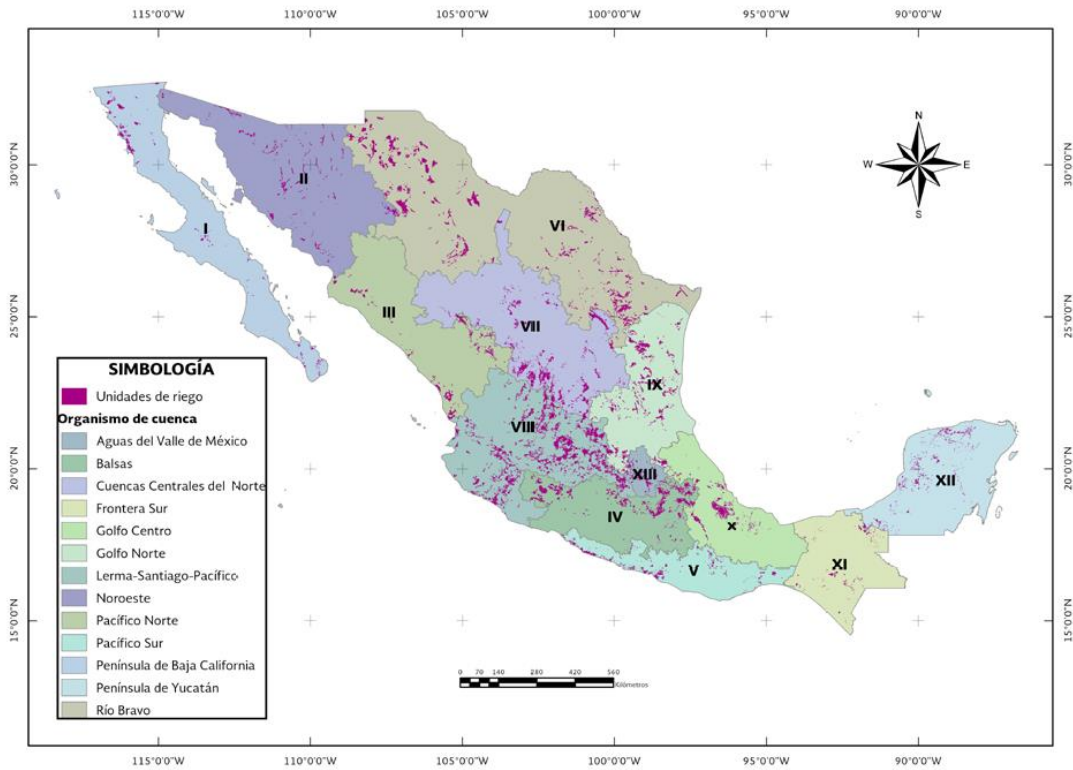 115°0'0"W 110°0'0"W 105°0'0"W 100°0'0"W 95°0'0"W 90°0'0"W
30°0'0"N 30°0'0"N
25°0'0"N 25°0'0"N
20°0'0"N 20°0'0"N
15°0'0"N 15°0'0"N
N
W E
S
I
II
III
IV
V
VI
VII
VIII
IX
X
XI
XII
XIII
SIMBOLOGÍA
Unidades de riego
Organismo de cuenca
Aguas del Valle de México
Balsas
Cuencas Centrales del Norte
Frontera Sur
Golfo Centro
Golfo Norte
Lerma-Santiago-Pacífico
Noroeste
Pacífico Norte
Pacífico Sur
Península de Baja California
Península de Yucatán
Río Bravo
0 70 140 280 420 560
Kilómetros
115°0'0"W 110°0'0"W 105°0'0"W 100°0'0"W 95°0'0"W 90°0'0"W